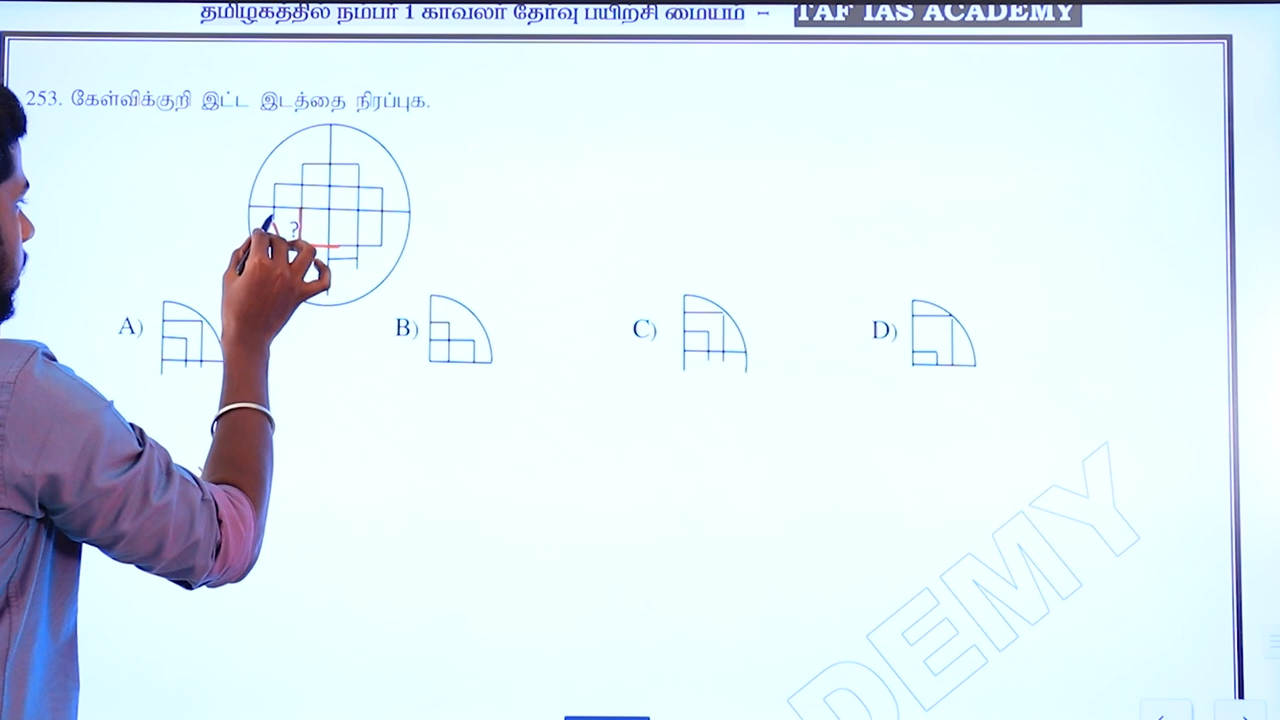 தமிழகத்தில் நம்பர் 1 காவலர் தேர்வு பயிற்சி மையம் - TAF IAS ACADEMY
253. கேள்விக்குறி இட்ட இடத்தை நிரப்புக.
?
A) B) C) D)
DEMY